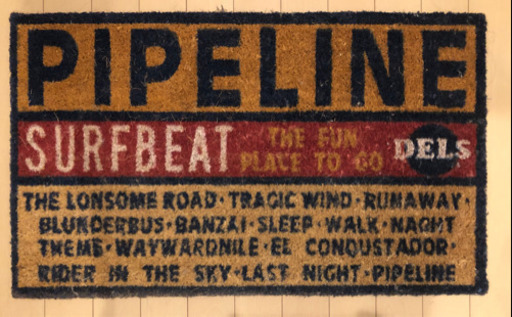 PIPELINE
SURFBEAT THE FUN PLACE TO GO DELS
THE LONSOME ROAD · TRAGIC WIND · RUNAWAY ·
BLUNDERBUS · BANZAI · SLEEP · WALK · NAGHT
THEME · WAYWARDNILE · EL CONQUSTADOR ·
RIDER IN THE SKY · LAST NIGHT · PIPELINE